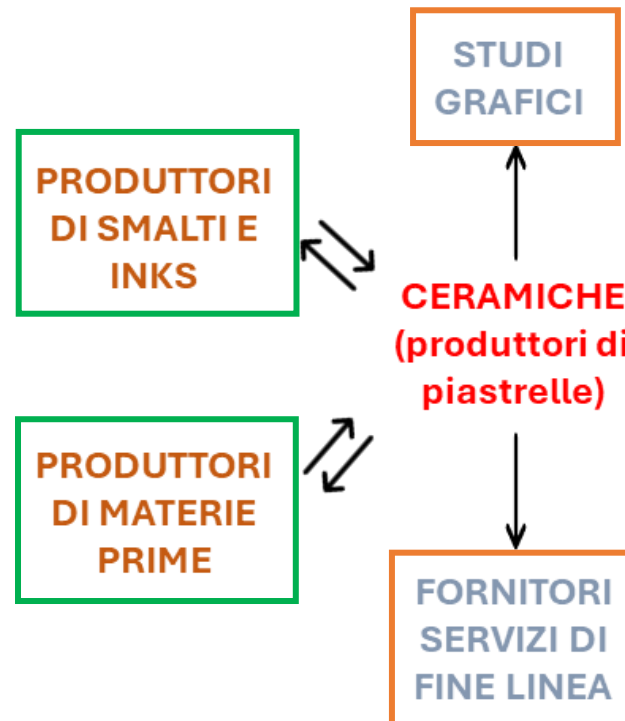 STUDI
GRAFICI
PRODUTTORI
DI SMALTI E
INKS
CERAMICHE
(produttori di
piastrelle)
PRODUTTORI
DI MATERIE
PRIME
FORNITORI
SERVIZI DI
FINE LINEA